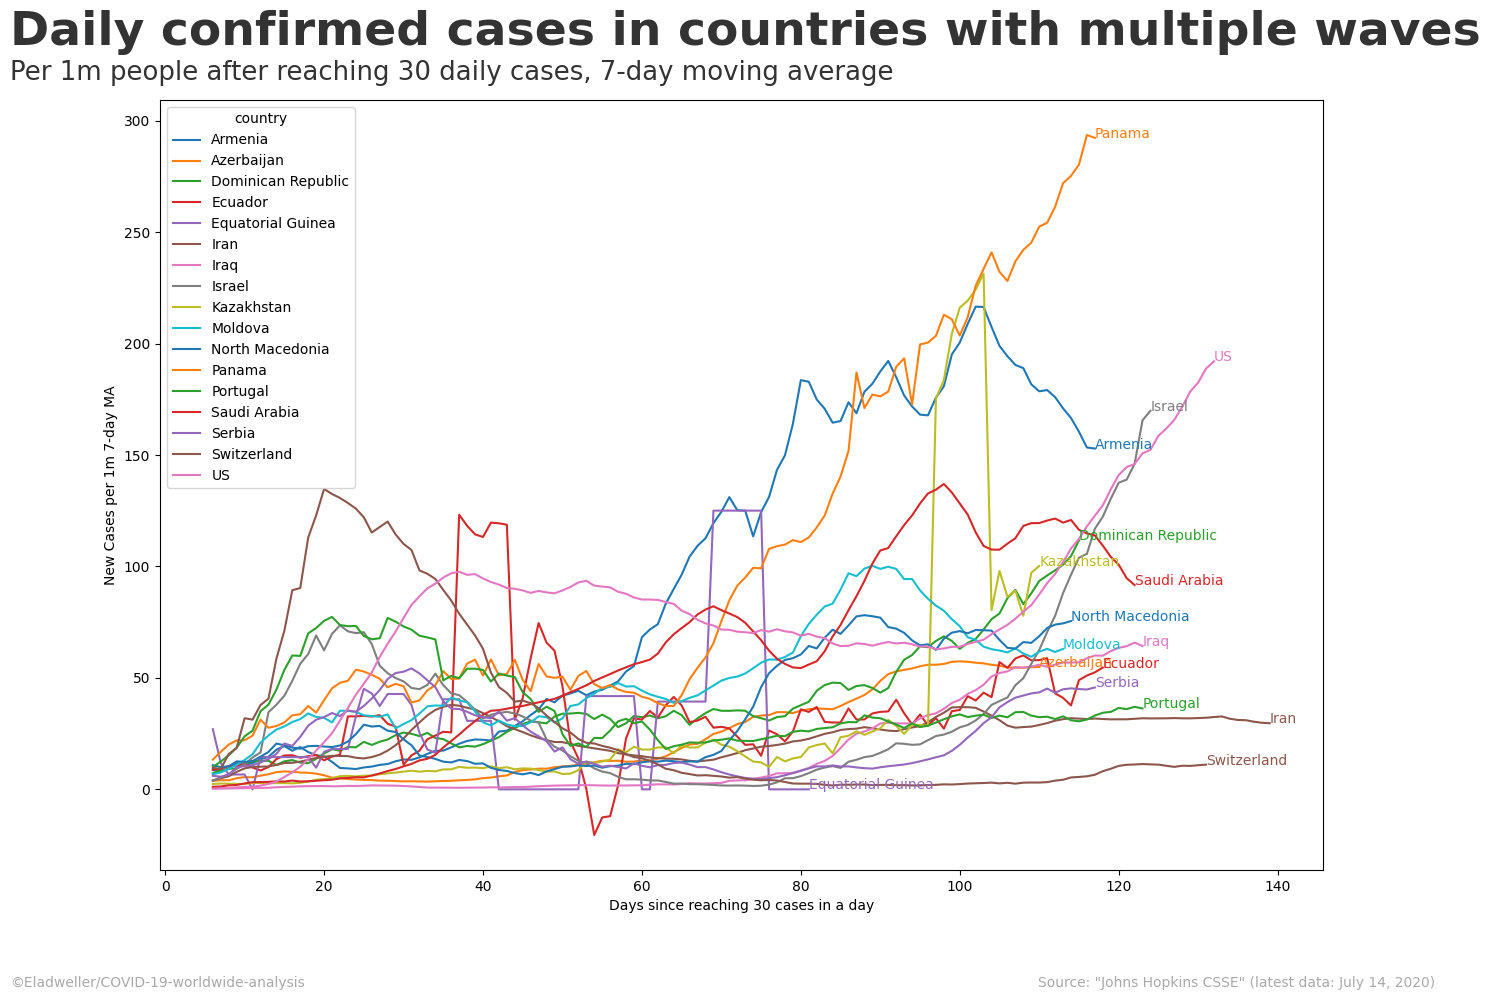 Daily confirmed cases in countries with multiple waves
Per 1m people after reaching 30 daily cases, 7-day moving average
country
Armenia
Azerbaijan
Dominican Republic
Ecuador
Equatorial Guinea
Iran
Iraq
Israel
Kazakhstan
Moldova
North Macedonia
Panama
Portugal
Saudi Arabia
Serbia
Switzerland
US
New Cases per 1m 7-day MA
300
250
200
150
100
50
0
Panama
US
Israel
Armenia
Dominican Republic
Kazakhstan
Saudi Arabia
North Macedonia
Iraq
Moldova
Azerbaijan
Ecuador
Serbia
Portugal
Iran
Switzerland
Equatorial Guinea
0 20 40 60 80 100 120 140
Days since reaching 30 cases in a day
©Eladweller/COVID-19-worldwide-analysis
Source: "Johns Hopkins CSSE" (latest data: July 14, 2020)